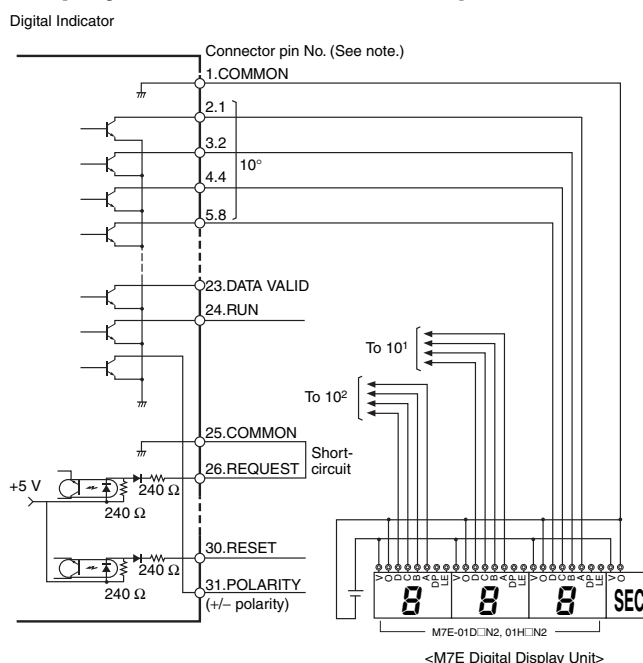 Digital Indicator
Connector pin No. (See note.)
1.COMMON
2.1
3.2
10°
4.4
5.8
23.DATA VALID
24.RUN
To 10¹
To 10²
25.COMMON
Short-
circuit
26.REQUEST
+5 V
240 Ω
240 Ω
30.RESET
240 Ω
240 Ω
31.POLARITY
(+/− polarity)
V O D C B A DP LE V O D C B A DP LE V O D C B A DP LE V O
8 8 8 SEC
M7E-01D□N2, 01H□N2
<M7E Digital Display Unit>